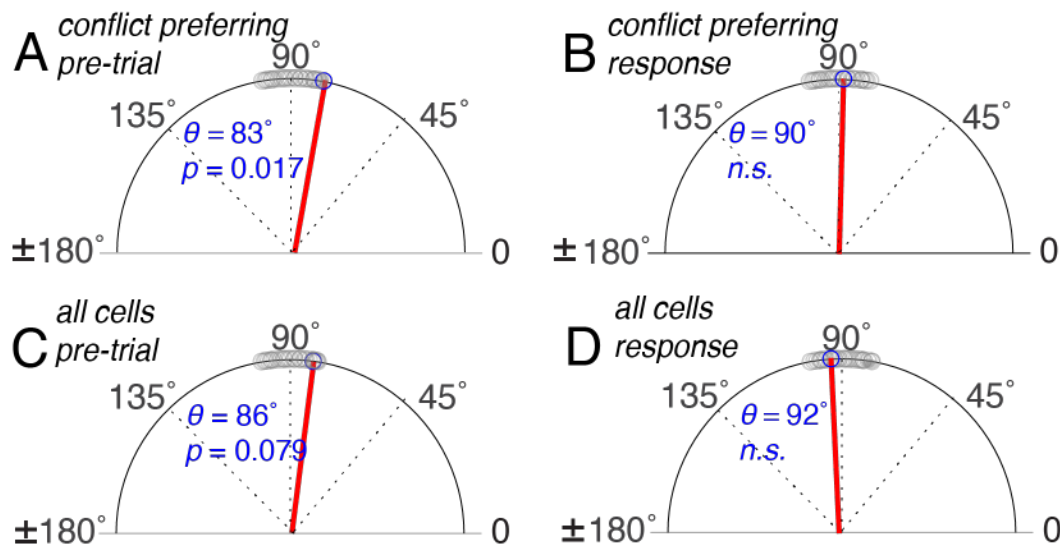 A conflict preferring
pre-trial
90°
135°
45°
θ = 83°
p = 0.017
±180°
0
B conflict preferring
response
90°
135°
45°
θ = 90°
n.s.
±180°
0
C all cells
pre-trial
90°
135°
45°
θ = 86°
p = 0.079
±180°
0
D all cells
response
90°
135°
45°
θ = 92°
n.s.
±180°
0